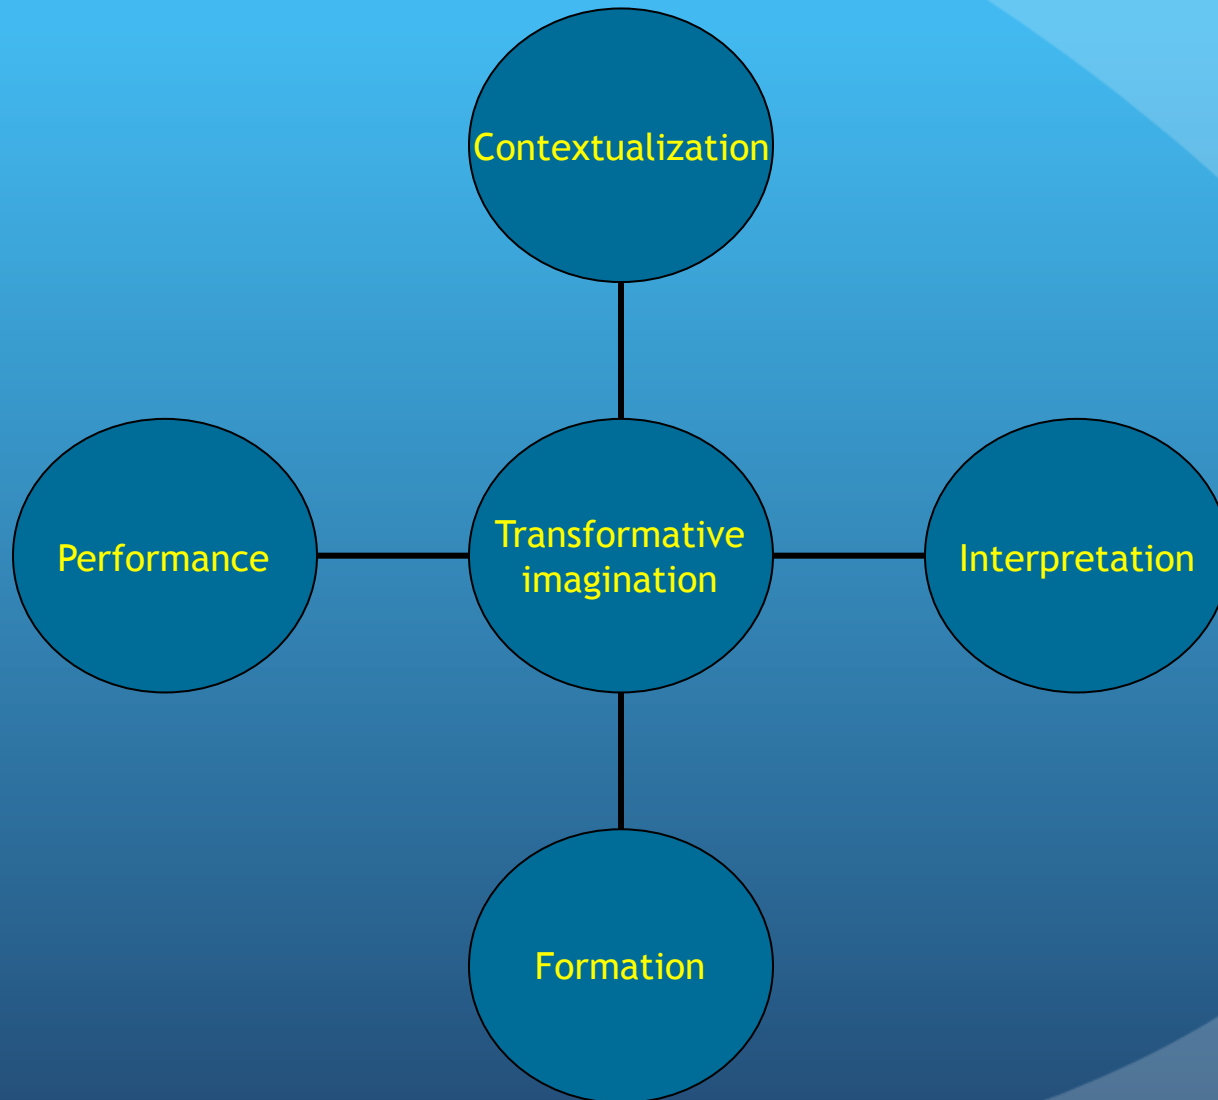 Contextualization
Performance
Transformative
imagination
Interpretation
Formation